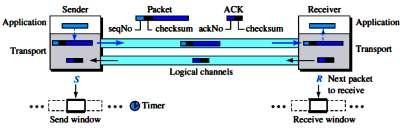 Sender
Packet
ACK
Receiver
Application
seqNo
checksum
ackNo
checksum
Application
Transport
Transport
Logical channels
S
R
Next packet
to receive
Timer
Send window
Receive window